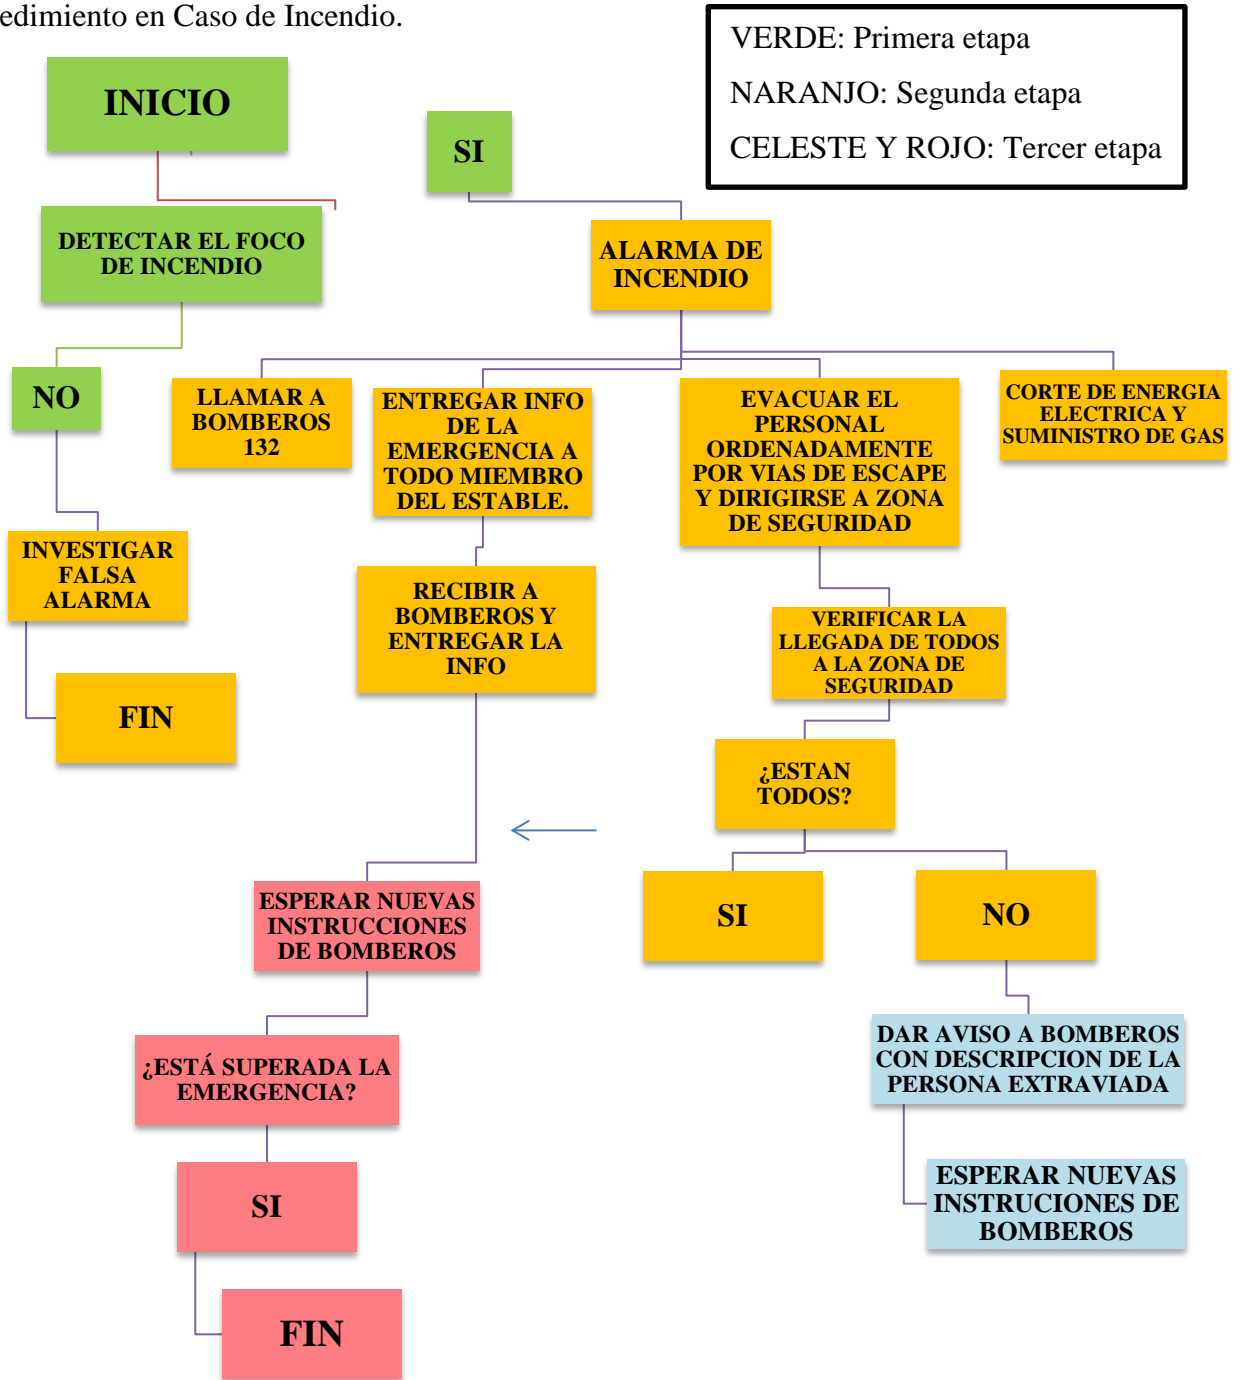 edimiento en Caso de Incendio.
VERDE: Primera etapa
NARANJO: Segunda etapa
CELESTE Y ROJO: Tercer etapa
INICIO
SI
DETECTAR EL FOCO
DE INCENDIO
ALARMA DE
INCENDIO
NO
LLAMAR A
BOMBEROS
132
ENTREGAR INFO
DE LA
EMERGENCIA A
TODO MIEMBRO
DEL ESTABLE.
EVACUAR EL
PERSONAL
ORDENADAMENTE
POR VIAS DE ESCAPE
Y DIRIGIRSE A ZONA
DE SEGURIDAD
CORTE DE ENERGIA
ELECTRICA Y
SUMINISTRO DE GAS
INVESTIGAR
FALSA
ALARMA
RECIBIR A
BOMBEROS Y
ENTREGAR LA
INFO
VERIFICAR LA
LLEGADA DE TODOS
A LA ZONA DE
SEGURIDAD
FIN
¿ESTAN
TODOS?
ESPERAR NUEVAS
INSTRUCCIONES
DE BOMBEROS
SI
NO
¿ESTÁ SUPERADA LA
EMERGENCIA?
DAR AVISO A BOMBEROS
CON DESCRIPCION DE LA
PERSONA EXTRAVIADA
SI
ESPERAR NUEVAS
INSTRUCIONES DE
BOMBEROS
FIN